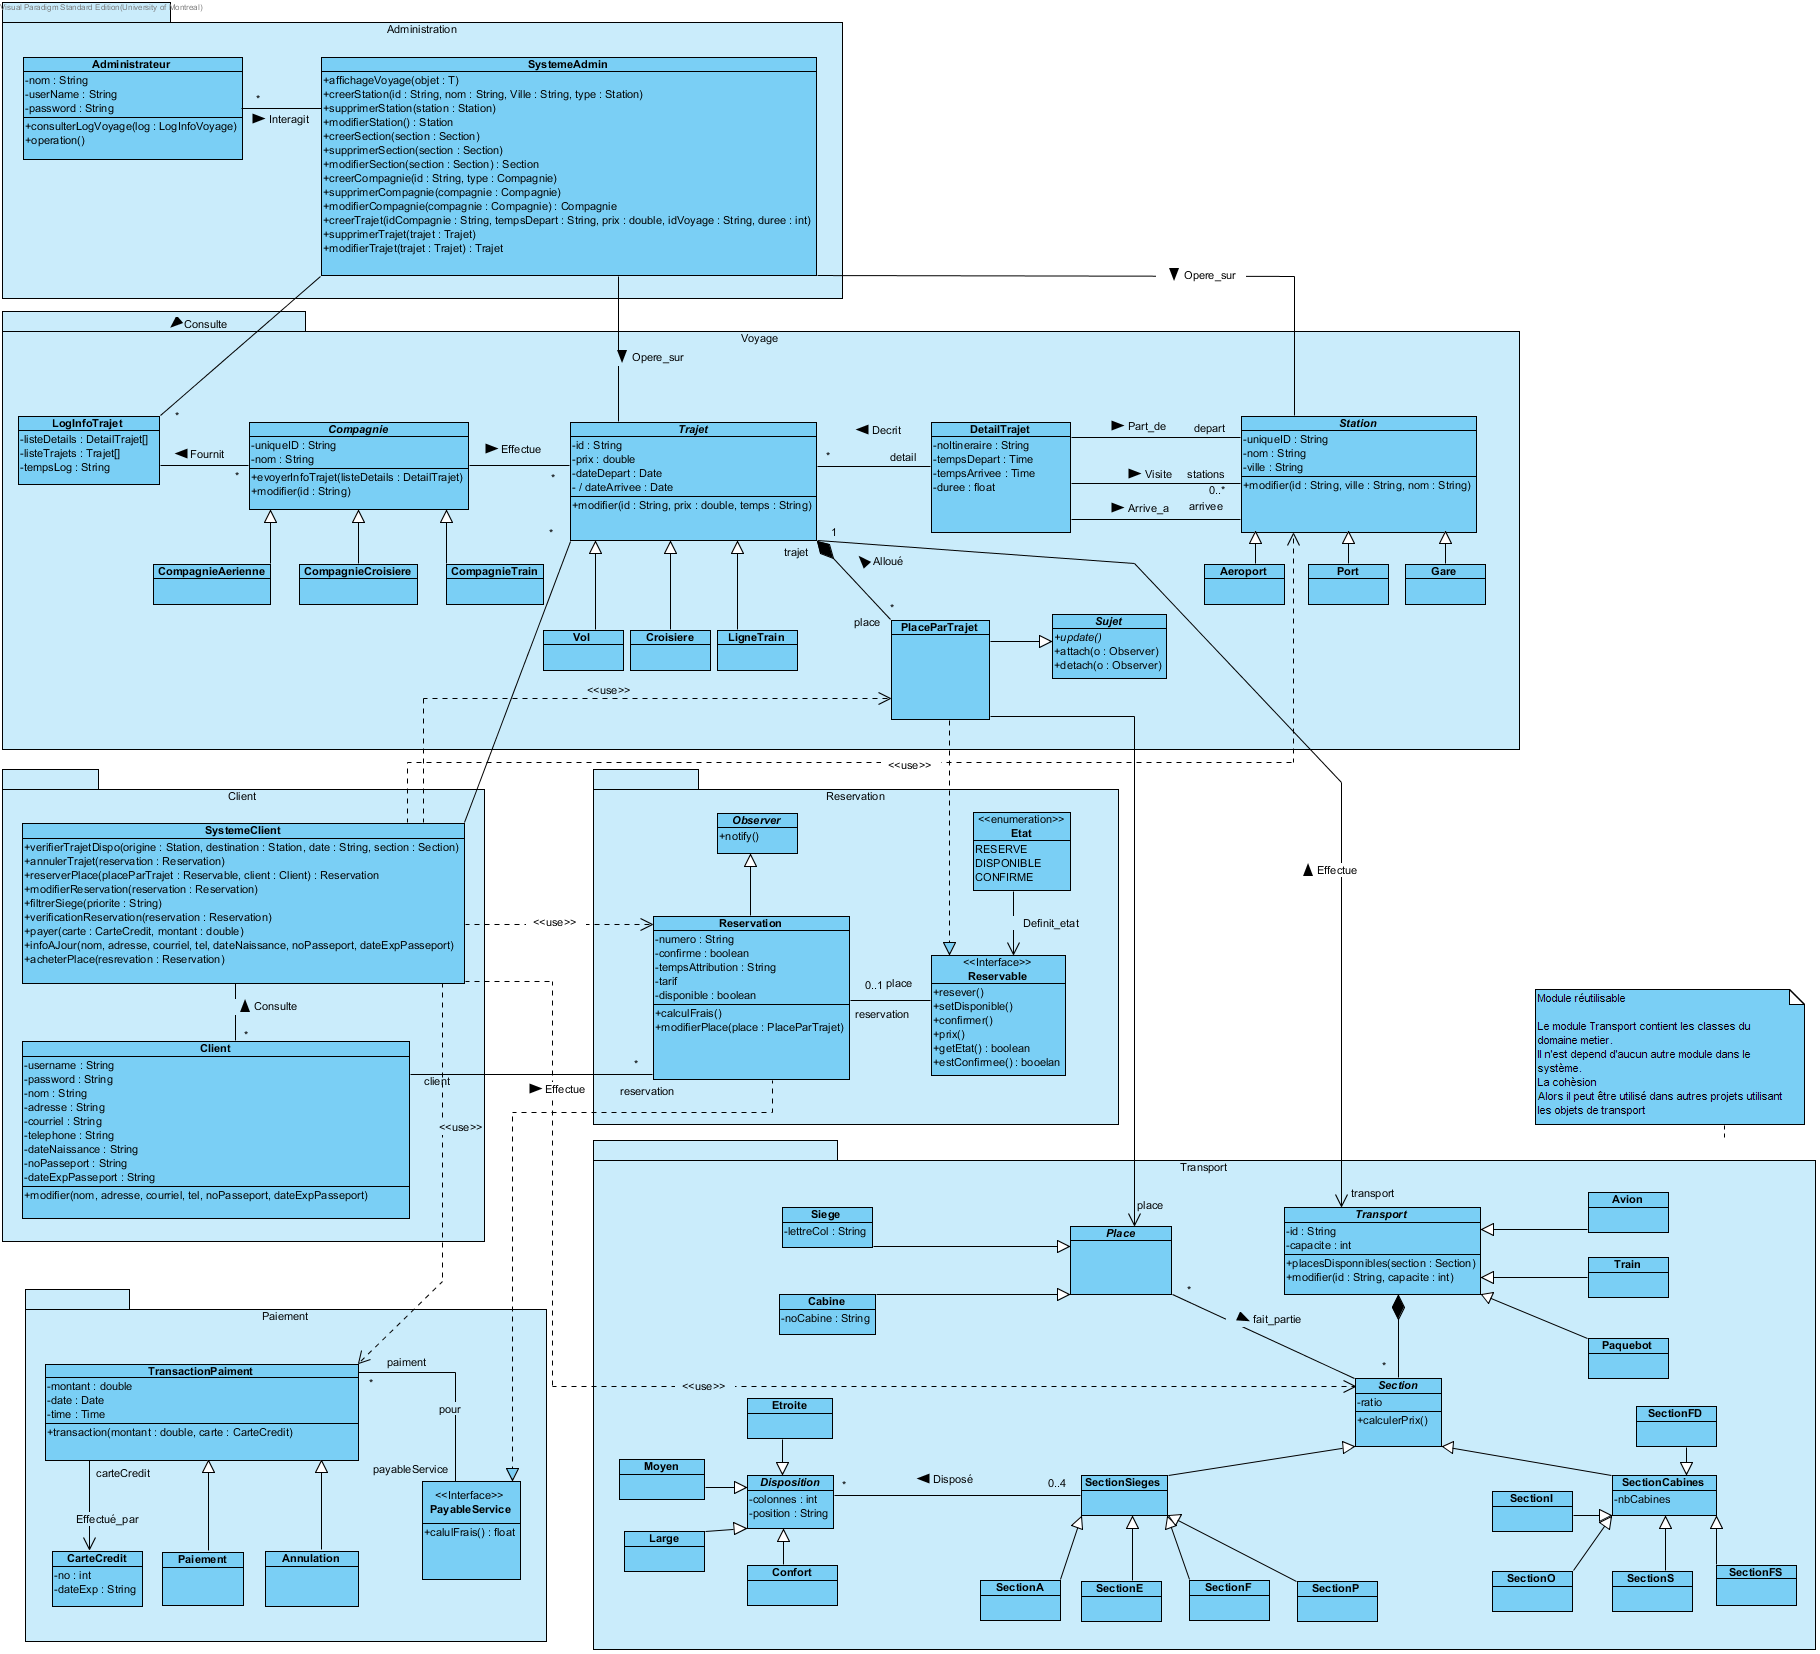 Visual Paradigm Standard Edition(University of Montreal)
Administration
Administrateur
-nom : String
-userName : String
-password : String
+consulterLogVoyage(log : LogInfoVoyage)
+operation()
*
Interagit
SystemeAdmin
+affichageVoyage(objet : T)
+creerStation(id : String, nom : String, Ville : String, type : Station)
+supprimerStation(station : Station)
+modifierStation() : Station
+creerSection(section : Section)
+supprimerSection(section : Section)
+modifierSection(section : Section) : Section
+creerCompagnie(id : String, type : Compagnie)
+supprimerCompagnie(compagnie : Compagnie)
+modifierCompagnie(compagnie : Compagnie) : Compagnie
+creerTrajet(idCompagnie : String, tempsDepart : String, prix : double, idVoyage : String, duree : int)
+supprimerTrajet(trajet : Trajet)
+modifierTrajet(trajet : Trajet) : Trajet
Opere_sur
Consulte
Voyage
Opere_sur
*
LogInfoTrajet
-listeDetails : DetailTrajet[]
-listeTrajets : Trajet[]
-tempsLog : String
Fournit
*
Compagnie
-uniqueID : String
-nom : String
+evoyerInfoTrajet(listeDetails : DetailTrajet)
+modifier(id : String)
Effectue
*
*
Trajet
-id : String
-prix : double
-dateDepart : Date
- / dateArrivee : Date
+modifier(id : String, prix : double, temps : String)
Decrit
*
detail
DetailTrajet
-noItineraire : String
-tempsDepart : Time
-tempsArrivee : Time
-duree : float
Part_de
depart
Visite
stations
0..*
Arrive_a
arrivee
Station
-uniqueID : String
-nom : String
-ville : String
+modifier(id : String, ville : String, nom : String)
1
trajet
Alloué
CompagnieAerienne
CompagnieCroisiere
CompagnieTrain
Aeroport
Port
Gare
*
place
PlaceParTrajet
Sujet
+update()
+attach(o : Observer)
+detach(o : Observer)
Vol
Croisiere
LigneTrain
<<use>>
<<use>>
Client
SystemeClient
+verifierTrajetDispo(origine : Station, destination : Station, date : String, section : Section)
+annulerTrajet(reservation : Reservation)
+reserverPlace(placeParTrajet : Reservable, client : Client) : Reservation
+modifierReservation(reservation : Reservation)
+filtrerSiege(priorite : String)
+verificationReservation(reservation : Reservation)
+payer(carte : CarteCredit, montant : double)
+infoAJour(nom, adresse, courriel, tel, dateNaissance, noPasseport, dateExpPasseport)
+acheterPlace(resrevation : Reservation)
<<use>>
Consulte
*
Client
-username : String
-password : String
-nom : String
-adresse : String
-courriel : String
-telephone : String
-dateNaissance : String
-noPasseport : String
-dateExpPasseport : String
+modifier(nom, adresse, courriel, tel, noPasseport, dateExpPasseport)
client
Effectue
*
reservation
<<use>>
Reservation
Observer
+notify()
<<enumeration>>
Etat
RESERVE
DISPONIBLE
CONFIRME
Definit_etat
Reservation
-numero : String
-confirme : boolean
-tempsAttribution : String
-tarif
-disponible : boolean
+calculFrais()
+modifierPlace(place : PlaceParTrajet)
0..1
place
reservation
<<Interface>>
Reservable
+resever()
+setDisponible()
+confirmer()
+prix()
+getEtat() : boolean
+estConfirmee() : booelan
Effectue
Module réutilisable
Le module Transport contient les classes du
domaine metier.
Il n'est depend d'aucun autre module dans le
système.
La cohèsion
Alors il peut être utilisé dans autres projets utilisant
les objets de transport
Transport
place
transport
Siege
-lettreCol : String
Cabine
-noCabine : String
Place
*
fait_partie
Transport
-id : String
-capacite : int
+placesDisponnibles(section : Section)
+modifier(id : String, capacite : int)
Avion
Train
Paquebot
*
Section
-ratio
+calculerPrix()
<<use>>
Etroite
Moyen
Large
Confort
Disposition
-colonnes : int
-position : String
*
Disposé
0..4
SectionSieges
SectionCabines
-nbCabines
SectionFD
SectionI
SectionO
SectionS
SectionFS
SectionA
SectionE
SectionF
SectionP
Paiement
TransactionPaiment
-montant : double
-date : Date
-time : Time
+transaction(montant : double, carte : CarteCredit)
paiment
*
pour
payableService
carteCredit
Effectué_par
CarteCredit
-no : int
-dateExp : String
Paiement
Annulation
<<Interface>>
PayableService
+calulFrais() : float